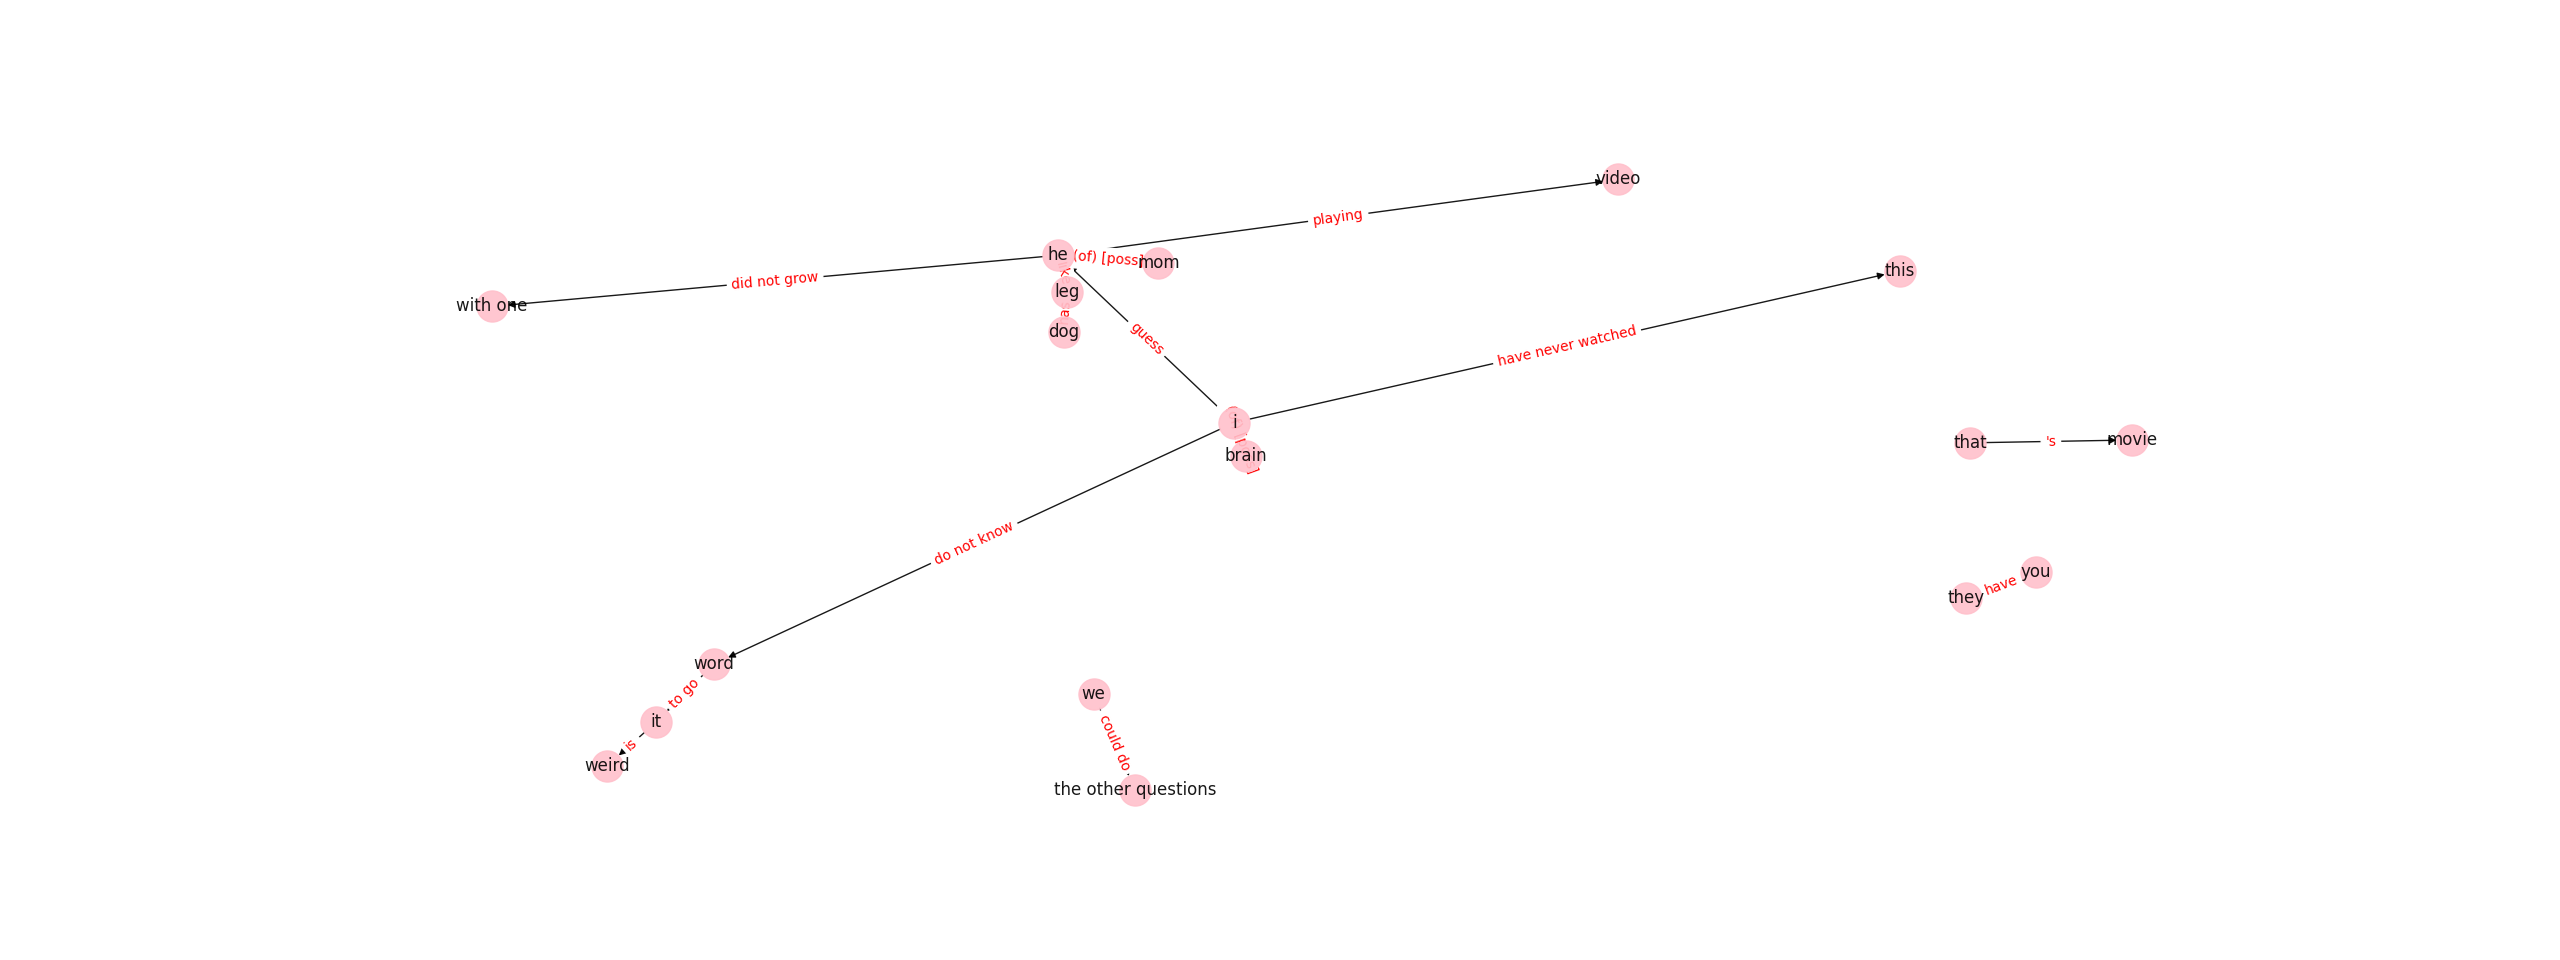 video
playing
he
(of) [poss]
mom
this
did not grow
with one
leg
dog
guess
have never watched
i
that
's
movie
brain
do not know
you
have
they
word
to go
we
it
could do
is
weird
the other questions